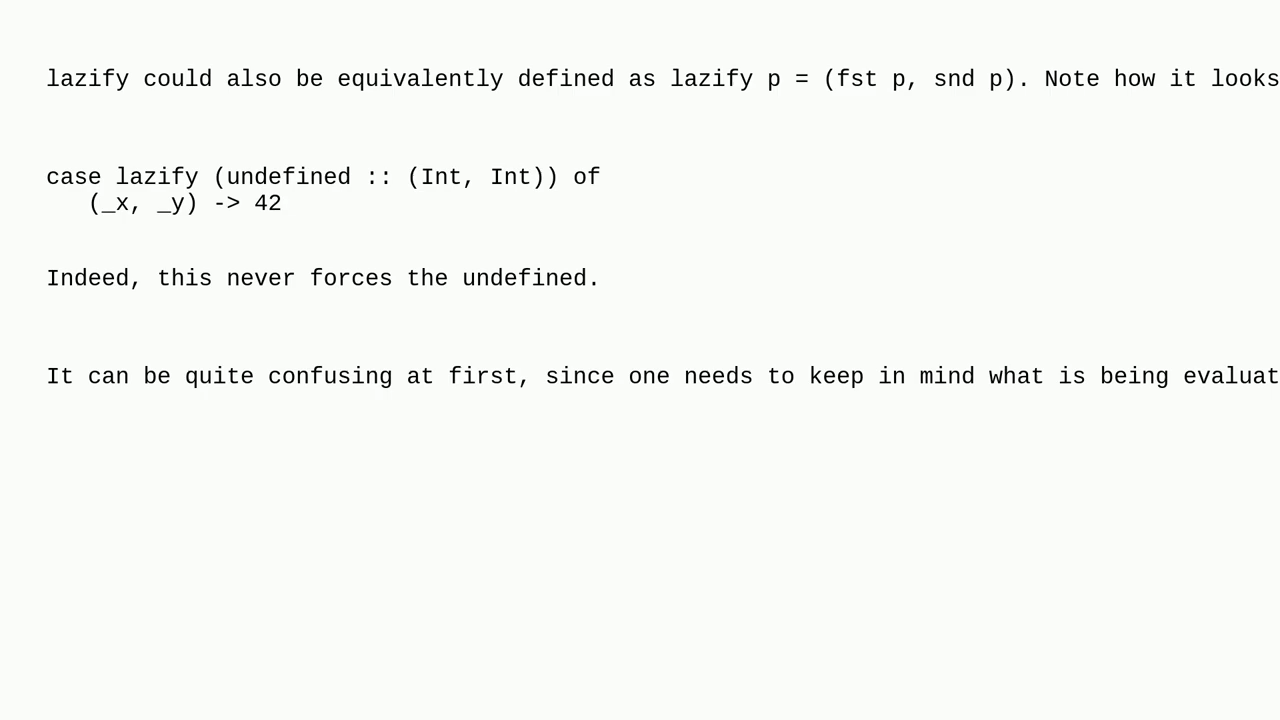 lazify could also be equivalently defined as lazify p = (fst p, snd p). Note how it looks
case lazify (undefined :: (Int, Int)) of
   (_x, _y) -> 42
Indeed, this never forces the undefined.
It can be quite confusing at first, since one needs to keep in mind what is being evaluat